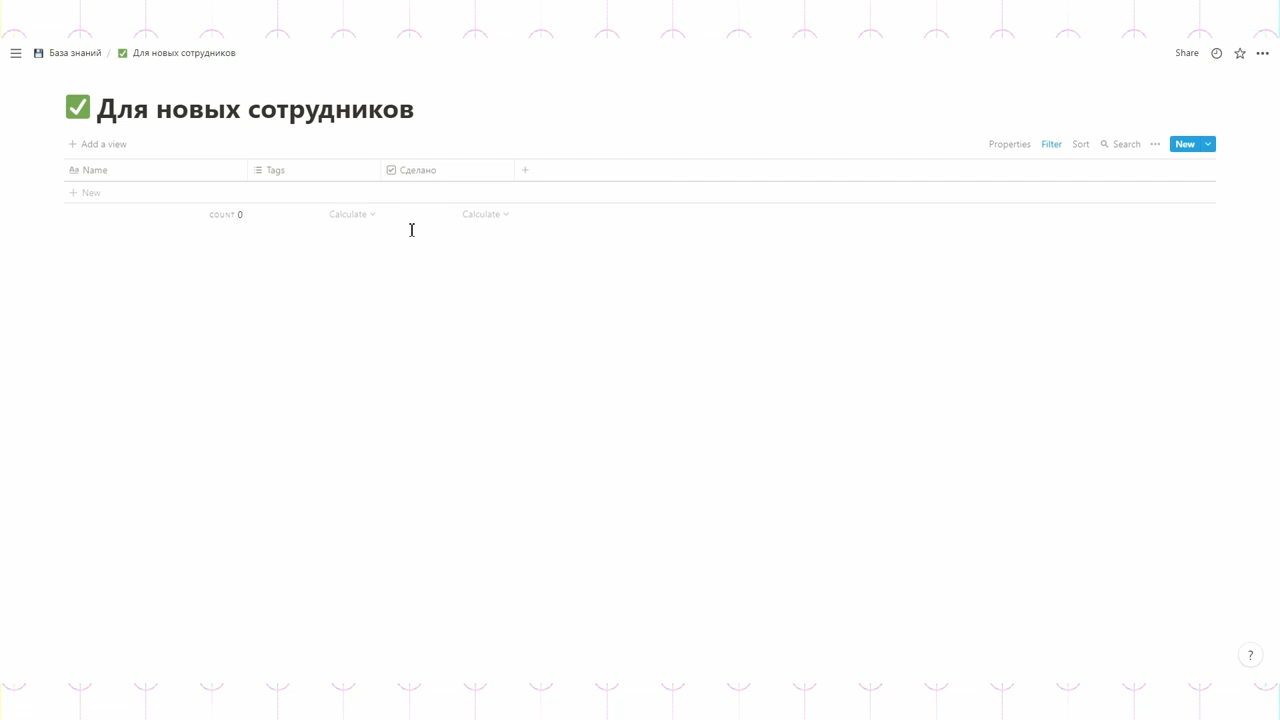 База знаний / Для новых сотрудников
Share
Для новых сотрудников
+ Add a view
Properties Filter Sort Search ... New
Aa Name Tags Сделано +
+ New
COUNT 0 Calculate Calculate
?